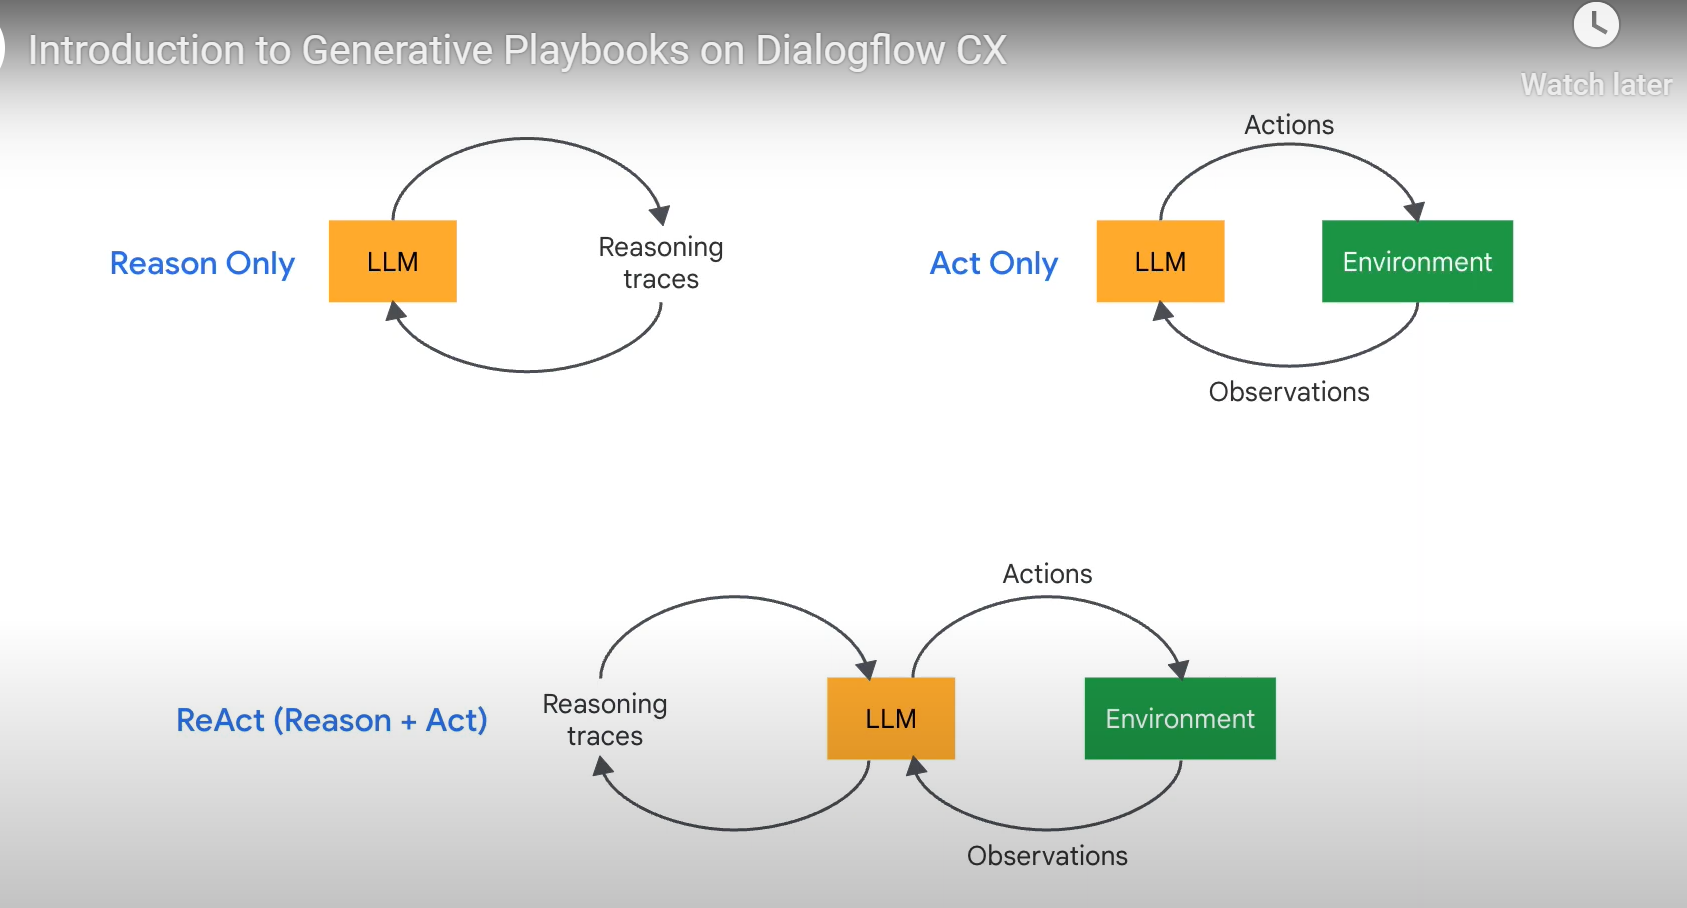 Introduction to Generative Playbooks on Dialogflow CX
Watch later
Reason Only
LLM
Reasoning
traces
Act Only
Actions
LLM
Environment
Observations
ReAct (Reason + Act)
Reasoning
traces
Actions
LLM
Environment
Observations